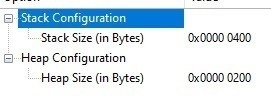 Stack Configuration
Stack Size (in Bytes) 0x0000 0400
Heap Configuration
Heap Size (in Bytes) 0x0000 0200